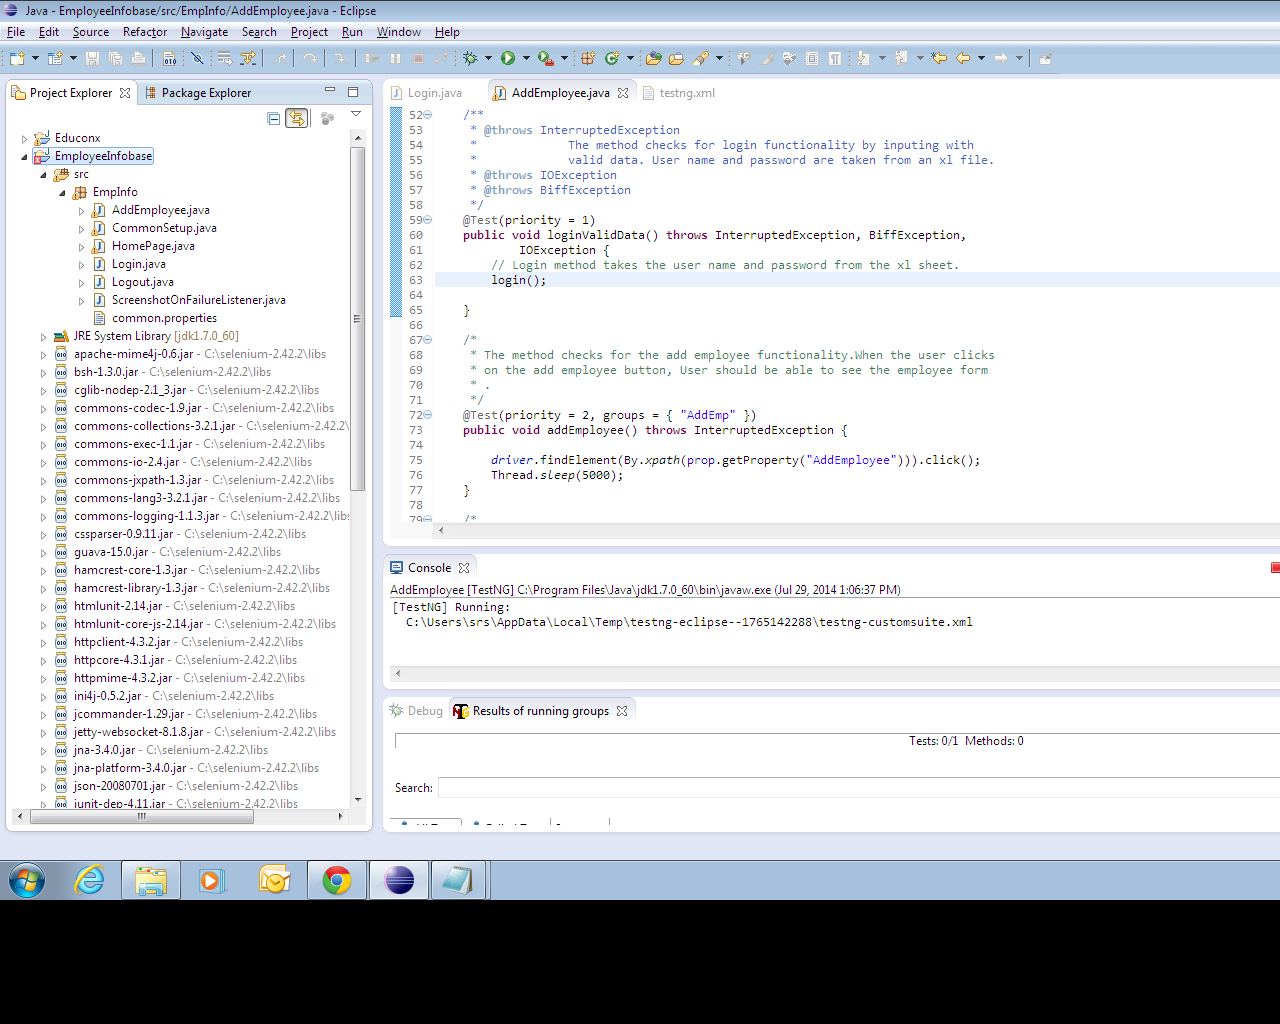 Java - EmployeeInfobase/src/EmpInfo/AddEmployee.java - Eclipse
File Edit Source Refactor Navigate Search Project Run Window Help
Project Explorer
Package Explorer
Educonx
EmployeeInfobase
src
EmpInfo
AddEmployee.java
CommonSetup.java
HomePage.java
Login.java
Logout.java
ScreenshotOnFailureListener.java
common.properties
JRE System Library [jdk1.7.0_60]
apache-mime4j-0.6.jar - C:\selenium-2.42.2\libs
bsh-1.3.0.jar - C:\selenium-2.42.2\libs
cglib-nodep-2.1_3.jar - C:\selenium-2.42.2\libs
commons-codec-1.9.jar - C:\selenium-2.42.2\libs
commons-collections-3.2.1.jar - C:\selenium-2.42.2\
commons-exec-1.1.jar - C:\selenium-2.42.2\libs
commons-io-2.4.jar - C:\selenium-2.42.2\libs
commons-jxpath-1.3.jar - C:\selenium-2.42.2\libs
commons-lang3-3.2.1.jar - C:\selenium-2.42.2\libs
commons-logging-1.1.3.jar - C:\selenium-2.42.2\libs
cssparser-0.9.11.jar - C:\selenium-2.42.2\libs
guava-15.0.jar - C:\selenium-2.42.2\libs
hamcrest-core-1.3.jar - C:\selenium-2.42.2\libs
hamcrest-library-1.3.jar - C:\selenium-2.42.2\libs
htmlunit-2.14.jar - C:\selenium-2.42.2\libs
htmlunit-core-js-2.14.jar - C:\selenium-2.42.2\libs
httpclient-4.3.2.jar - C:\selenium-2.42.2\libs
httpcore-4.3.1.jar - C:\selenium-2.42.2\libs
httpmime-4.3.2.jar - C:\selenium-2.42.2\libs
ini4j-0.5.2.jar - C:\selenium-2.42.2\libs
jcommander-1.29.jar - C:\selenium-2.42.2\libs
jetty-websocket-8.1.8.jar - C:\selenium-2.42.2\libs
jna-3.4.0.jar - C:\selenium-2.42.2\libs
jna-platform-3.4.0.jar - C:\selenium-2.42.2\libs
json-20080701.jar - C:\selenium-2.42.2\libs
junit-dep-4.11.jar - C:\selenium-2.42.2\libs
Login.java
AddEmployee.java
testng.xml
52 /**
53 * @throws InterruptedException
54 * The method checks for login functionality by inputing with
55 * valid data. User name and password are taken from an xl file.
56 * @throws IOException
57 * @throws BiffException
58 */
59 @Test(priority = 1)
60 public void loginValidData() throws InterruptedException, BiffException,
61 IOException {
62 // Login method takes the user name and password from the xl sheet.
63 login();
64
65 }
66
67 /*
68 * The method checks for the add employee functionality.When the user clicks
69 * on the add employee button, User should be able to see the employee form
70 * .
71 */
72 @Test(priority = 2, groups = { "AddEmp" })
73 public void addEmployee() throws InterruptedException {
74
75 driver.findElement(By.xpath(prop.getProperty("AddEmployee"))).click();
76 Thread.sleep(5000);
77 }
78
79 /*
Console
AddEmployee [TestNG] C:\Program Files\Java\jdk1.7.0_60\bin\javaw.exe (Jul 29, 2014 1:06:37 PM)
[TestNG] Running:
C:\Users\srs\AppData\Local\Temp\testng-eclipse--1765142288\testng-customsuite.xml
Debug
Results of running groups
Tests: 0/1 Methods: 0
Search: